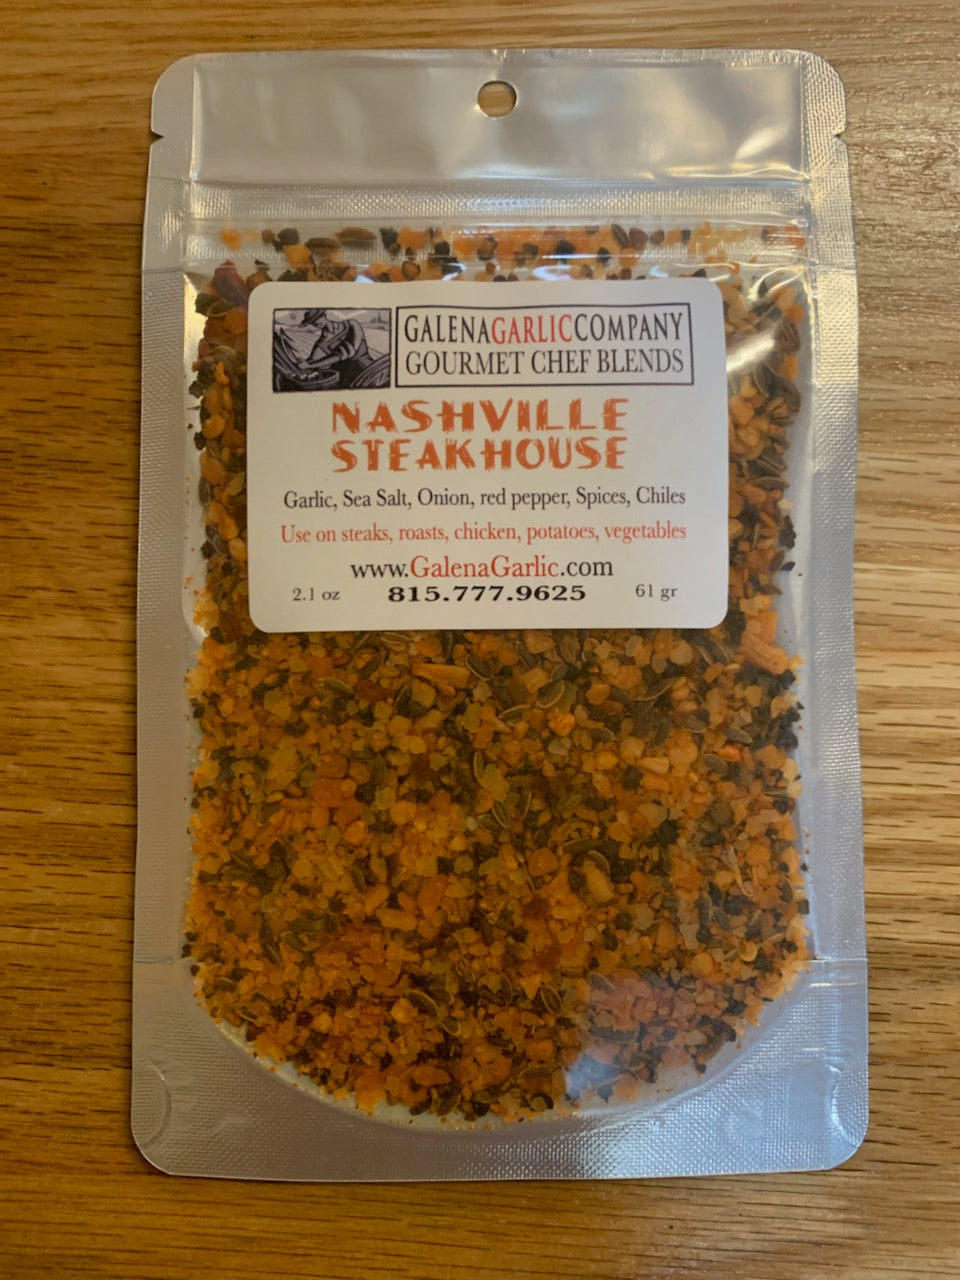 GALENAGARLICCOMPANY
GOURMET CHEF BLENDS
NASHVILLE
STEAKHOUSE
Garlic, Sea Salt, Onion, red pepper, Spices, Chiles
Use on steaks, roasts, chicken, potatoes, vegetables
www.GalenaGarlic.com
2.1 oz 815.777.9625 61 gr